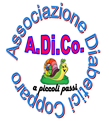 Associazione Diabetici Copparo
A.Di.Co.
a piccoli passi